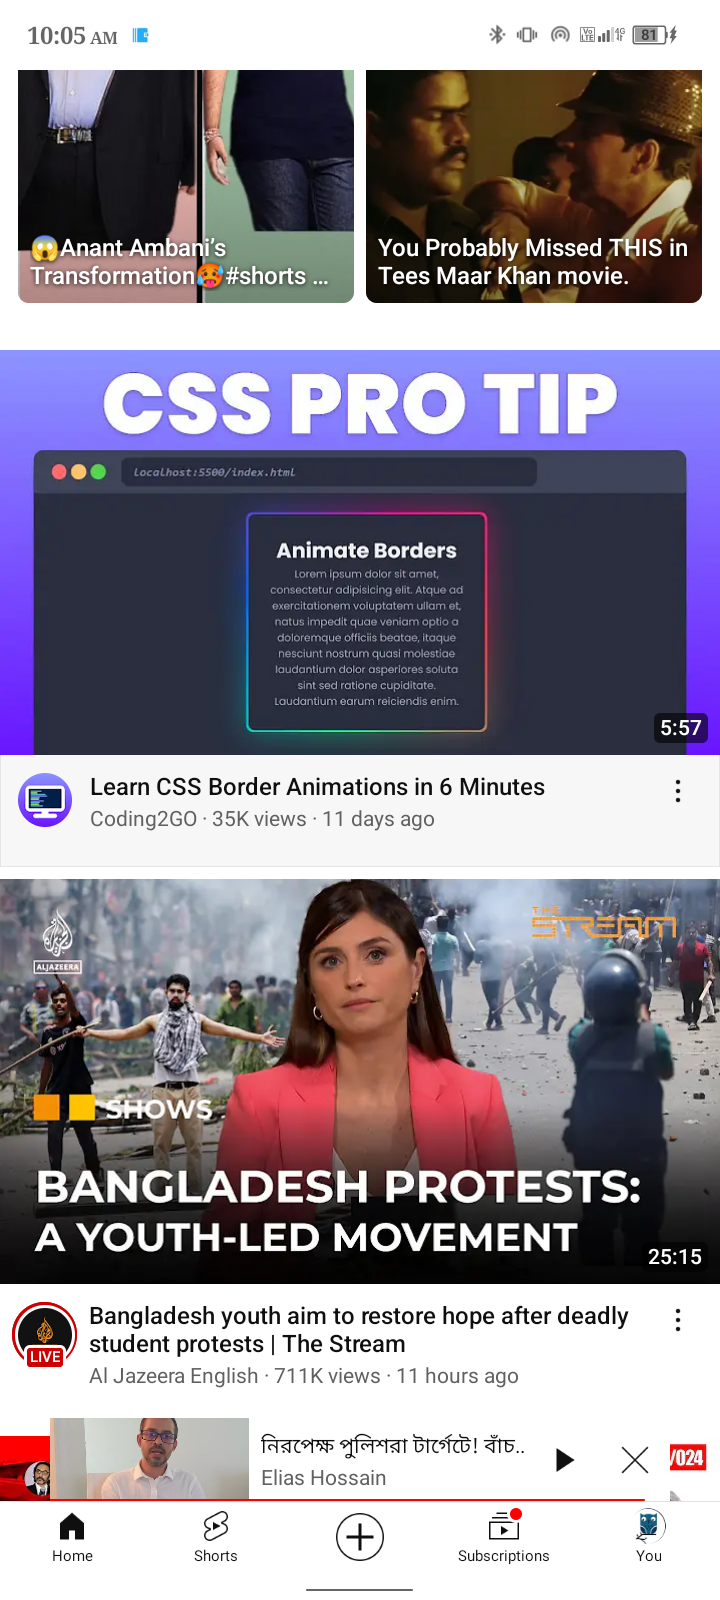 10:05 AM
Vo LTE 4G 81
😱Anant Ambani's
Transformation🥵#shorts ...
You Probably Missed THIS in
Tees Maar Khan movie.
CSS PRO TIP
localhost:5500/index.html
Animate Borders
Lorem ipsum dolor sit amet,
consectetur adipisicing elit. Atque ad
exercitationem voluptatem ullam et,
natus impedit quae veniam optio a
doloremque officiis beatae, itaque
nesciunt nostrum quasi molestiae
laudantium dolor asperiores soluta
sint sed ratione cupiditate.
Laudantium earum reiciendis enim.
5:57
Learn CSS Border Animations in 6 Minutes
Coding2GO · 35K views · 11 days ago
ALJAZEERA
THE
STREAM
SHOWS
BANGLADESH PROTESTS:
A YOUTH-LED MOVEMENT
25:15
Bangladesh youth aim to restore hope after deadly
student protests | The Stream
LIVE
Al Jazeera English · 711K views · 11 hours ago
নিরপেক্ষ পুলিশরা টার্গেটে! বাঁচ..
Elias Hossain
/024
Home
Shorts
Subscriptions
You